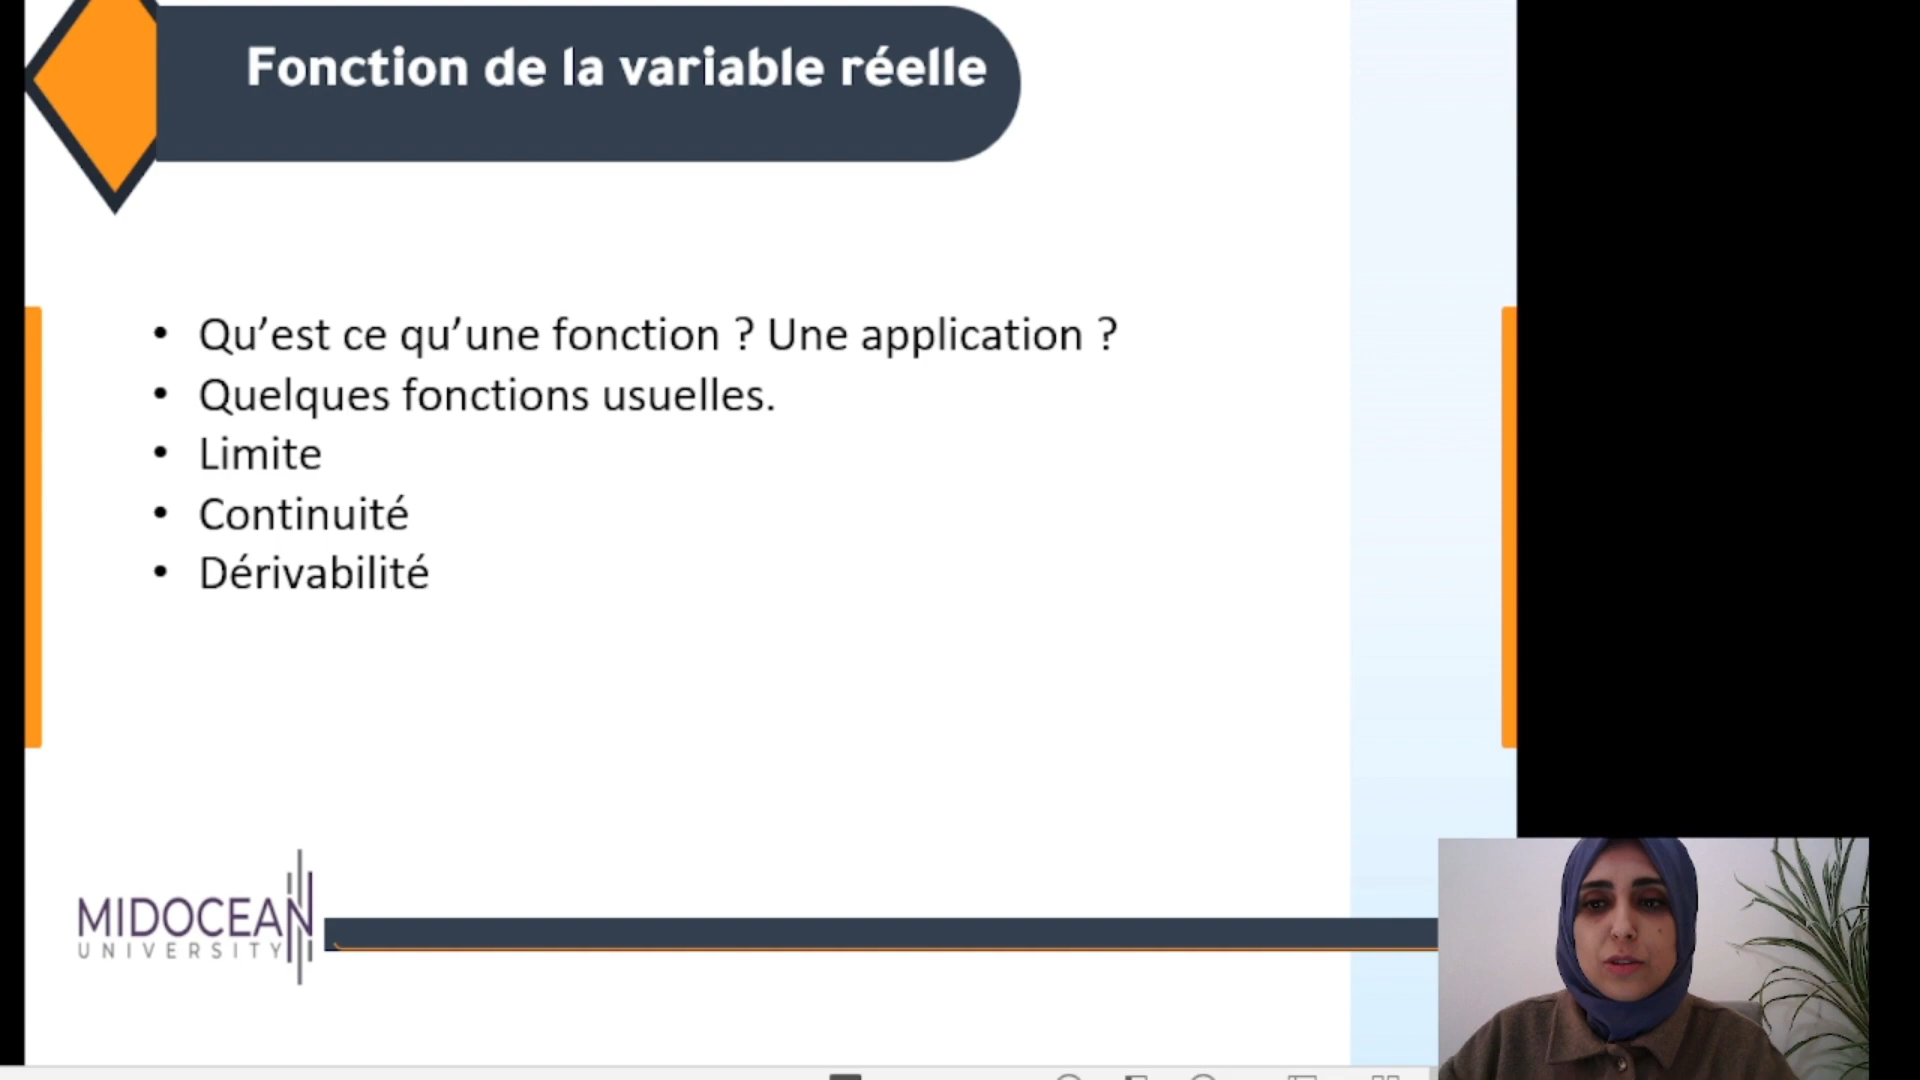 Fonction de la variable réelle
• Qu’est ce qu’une fonction ? Une application ?
• Quelques fonctions usuelles.
• Limite
• Continuité
• Dérivabilité
MIDOCEAN
UNIVERSITY